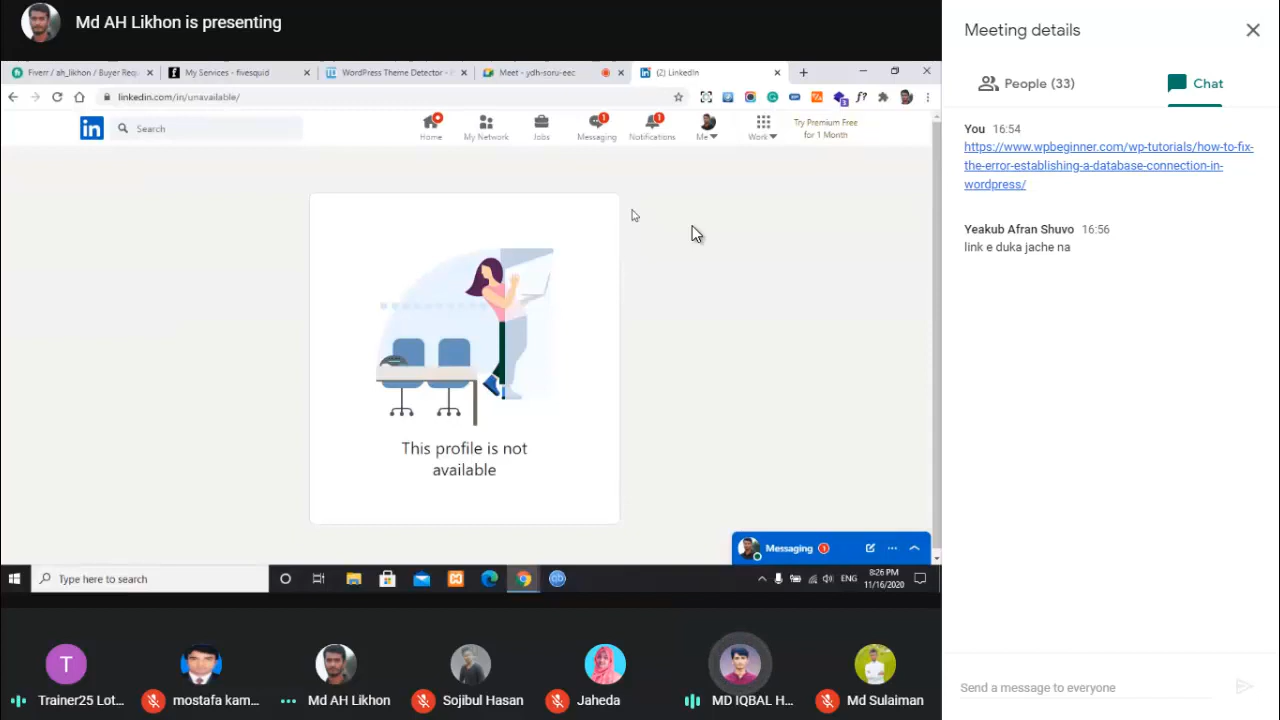 Md AH Likhon is presenting
Fiverr / ah_likhon / Buyer Req
My Services - fivesquid
WordPress Theme Detector -
Meet - ydh-soru-eec
(2) LinkedIn
linkedin.com/in/unavailable/
f?
3
in
Search
Home
My Network
Jobs
1
Messaging
1
Notifications
Me
Work
Try Premium Free
for 1 Month
This profile is not
available
Messaging 1
Type here to search
ENG
8:26 PM
11/16/2020
T
Trainer25 Lot...
mostafa kam...
Md AH Likhon
Sojibul Hasan
Jaheda
MD IQBAL H...
Md Sulaiman
Meeting details
People (33)
Chat
You 16:54
https://www.wpbeginner.com/wp-tutorials/how-to-fix-
the-error-establishing-a-database-connection-in-
wordpress/
Yeakub Afran Shuvo 16:56
link e duka jache na
Send a message to everyone